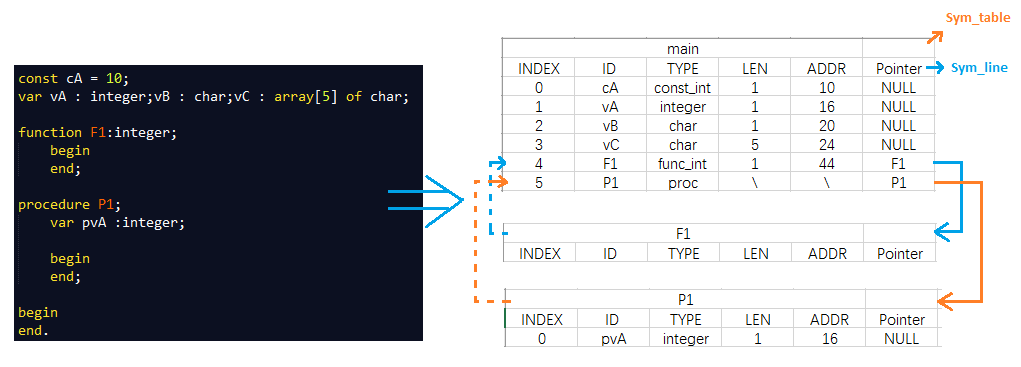 Sym_table
const cA = 10;
var vA : integer;vB : char;vC : array[5] of char;
function F1:integer;
begin
end;
procedure P1;
var pvA :integer;
begin
end;
begin
end.
main
INDEX ID TYPE LEN ADDR Pointer Sym_line
0 cA const_int 1 10 NULL
1 vA integer 1 16 NULL
2 vB char 1 20 NULL
3 vC char 5 24 NULL
4 F1 func_int 1 44 F1
5 P1 proc \ \ P1
F1
INDEX ID TYPE LEN ADDR Pointer
P1
INDEX ID TYPE LEN ADDR Pointer
0 pvA integer 1 16 NULL